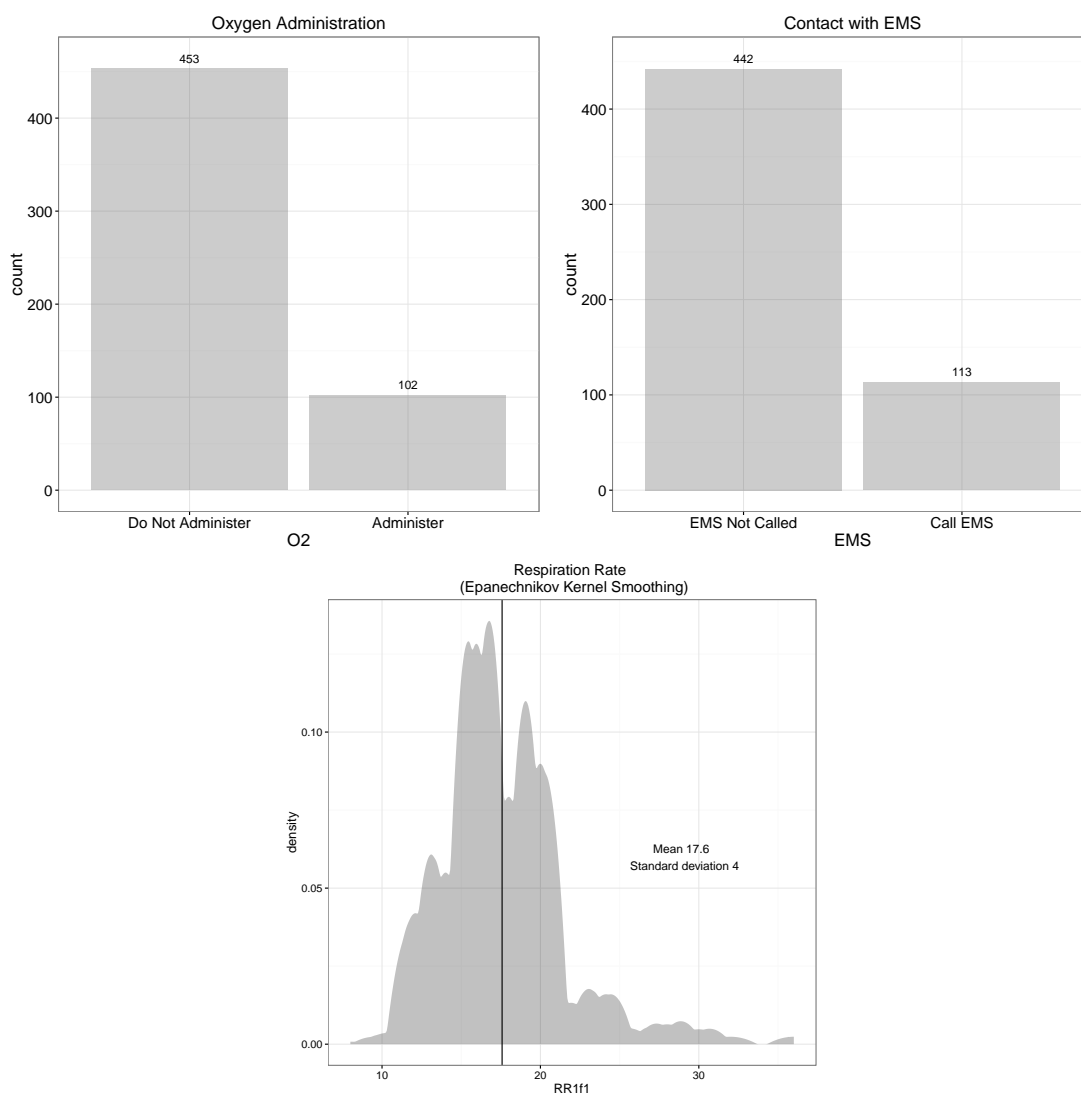 Oxygen Administration
453
400
300
200
100
0
102
count
Do Not Administer
Administer
O2
Contact with EMS
442
400
300
200
100
0
113
count
EMS Not Called
Call EMS
EMS
Respiration Rate
(Epanechnikov Kernel Smoothing)
0.10
0.05
0.00
density
Mean 17.6
Standard deviation 4
10
20
30
RR1f1